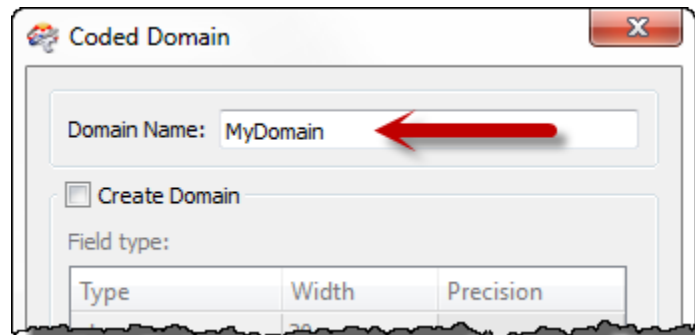 Coded Domain
Domain Name: MyDomain
Create Domain
Field type:
Type Width Precision